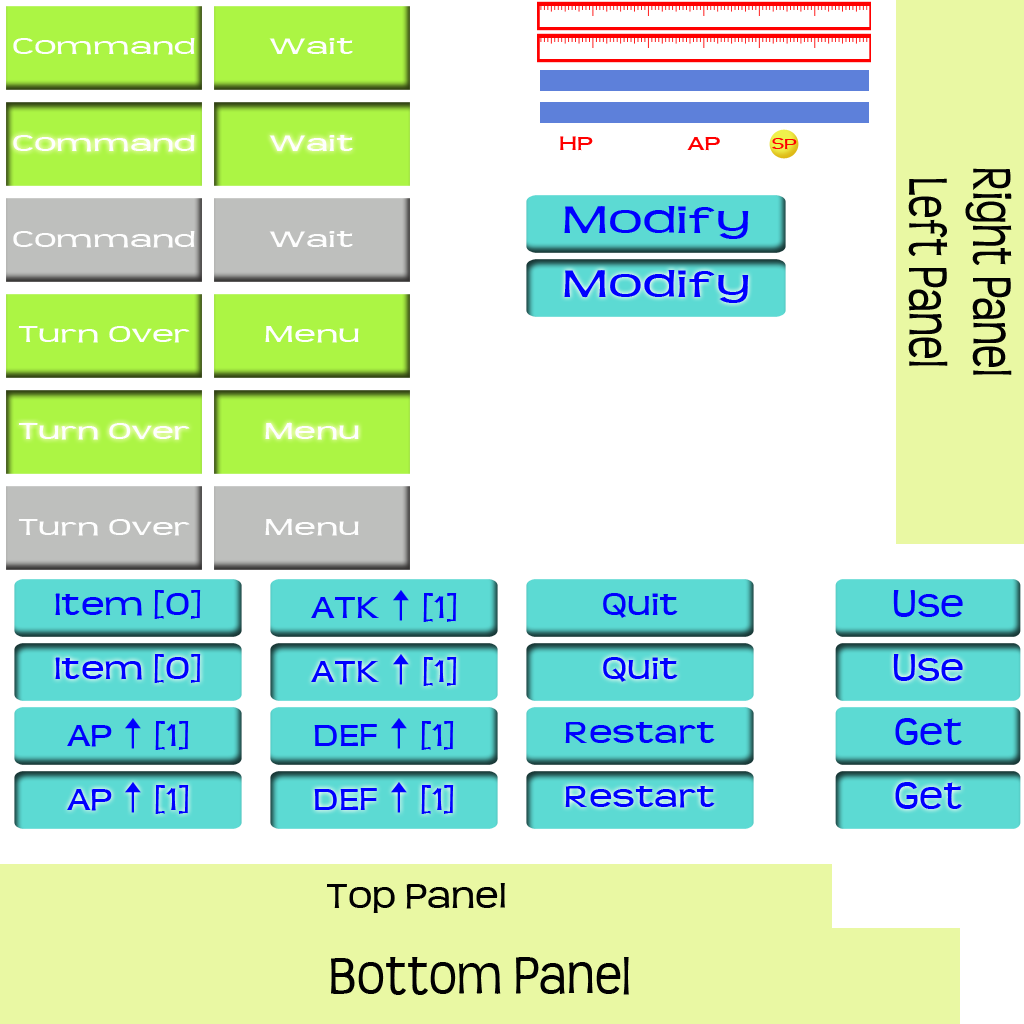 Command
Wait
Command
Wait
Command
Wait
Turn Over
Menu
Turn Over
Menu
Turn Over
Menu
HP
AP
SP
Modify
Modify
Right Panel
Left Panel
Item [0]
ATK ↑ [1]
Quit
Use
Item [0]
ATK ↑ [1]
Quit
Use
AP ↑ [1]
DEF ↑ [1]
Restart
Get
AP ↑ [1]
DEF ↑ [1]
Restart
Get
Top Panel
Bottom Panel